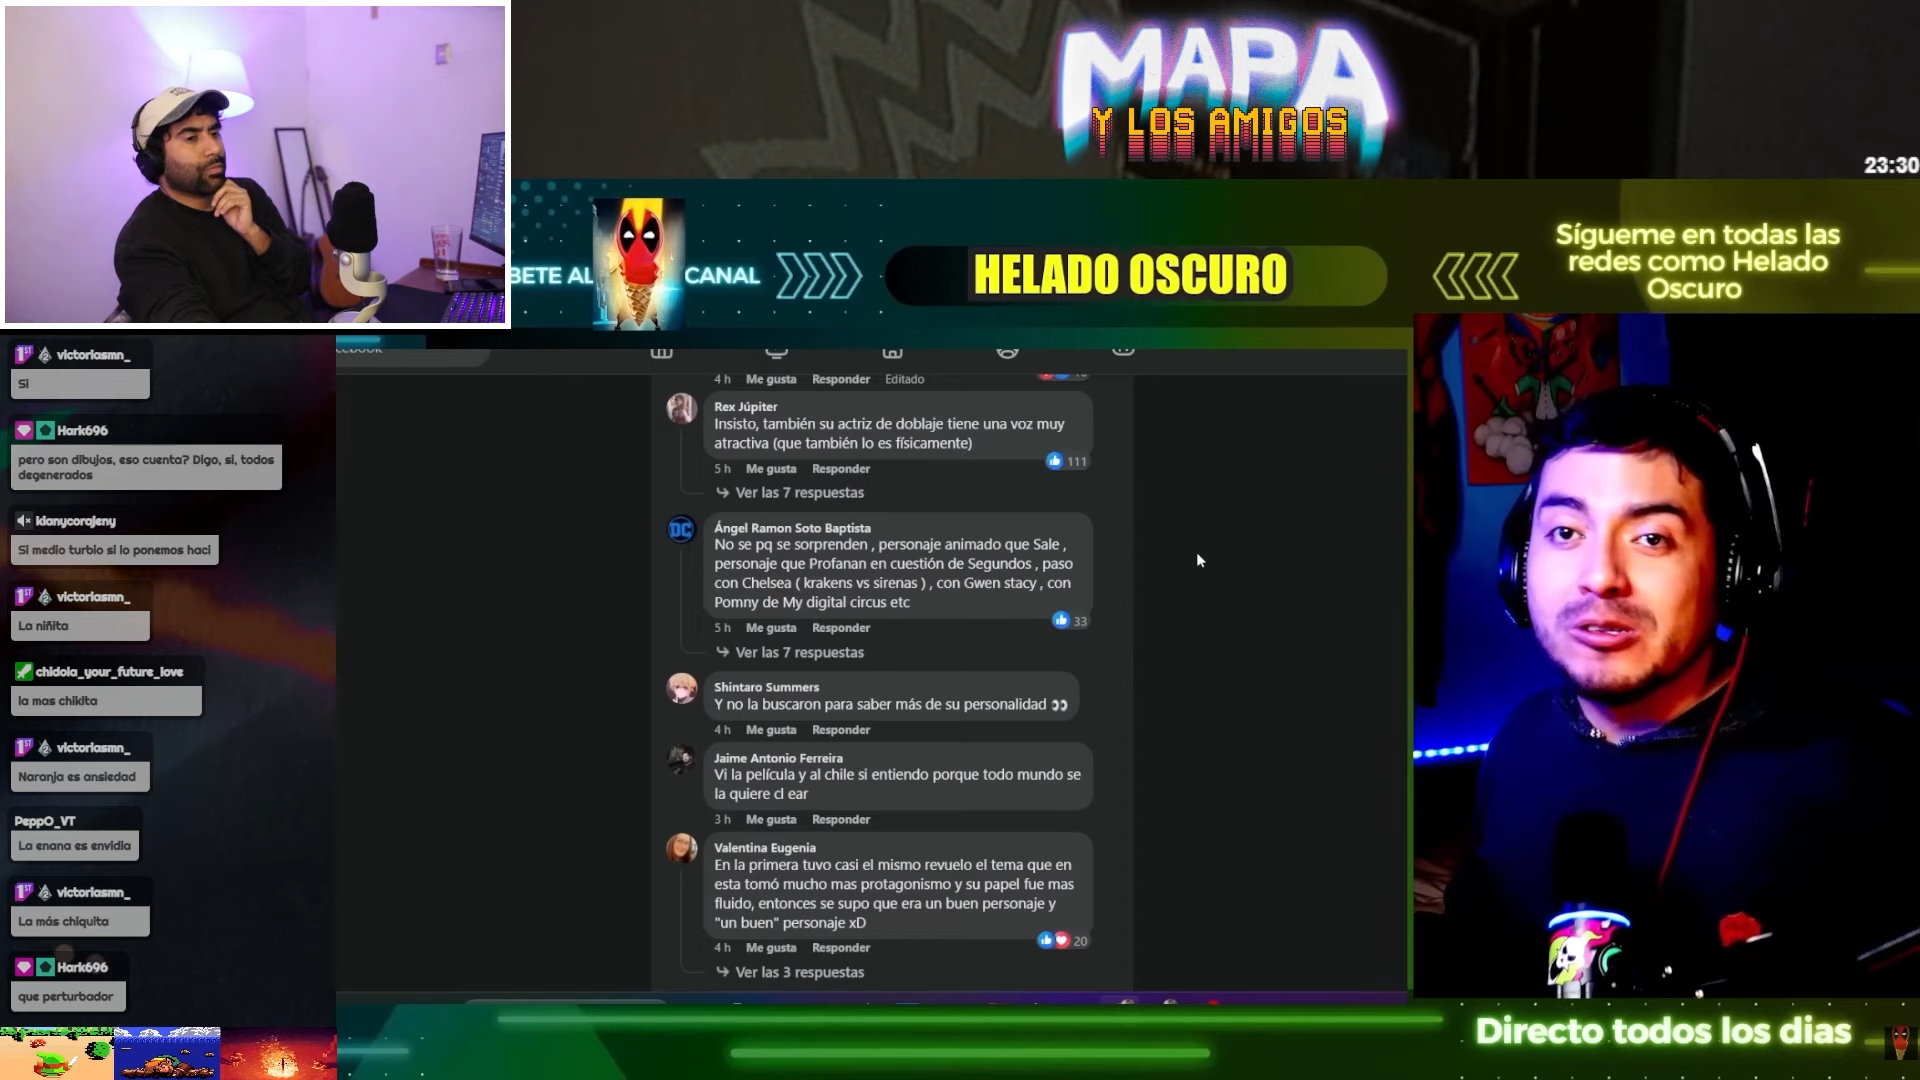 MAPA
Y LOS AMIGOS
23:30
BETE AL
CANAL
HELADO OSCURO
Sígueme en todas las
redes como Helado
Oscuro
victoriasmn_
Si
Hark696
pero son dibujos, eso cuenta? Digo, si, todos
degenerados
kianycorajeny
Si medio turbio si lo ponemos haci
victoriasmn_
La niñita
chidola_your_future_love
la mas chikita
victoriasmn_
Naranja es ansiedad
PeppO_VT
La enana es envidia
victoriasmn_
La más chiquita
Hark696
que perturbador
4 h Me gusta Responder Editado
Rex Júpiter
Insisto, también su actriz de doblaje tiene una voz muy
atractiva (que también lo es físicamente)
111
5 h Me gusta Responder
Ver las 7 respuestas
Ángel Ramon Soto Baptista
No se pq se sorprenden , personaje animado que Sale ,
personaje que Profanan en cuestión de Segundos , paso
con Chelsea ( krakens vs sirenas ) , con Gwen stacy , con
Pomny de My digital circus etc
33
5 h Me gusta Responder
Ver las 7 respuestas
Shintaro Summers
Y no la buscaron para saber más de su personalidad 👀
4 h Me gusta Responder
Jaime Antonio Ferreira
Vi la película y al chile si entiendo porque todo mundo se
la quiere cl ear
3 h Me gusta Responder
Valentina Eugenia
En la primera tuvo casi el mismo revuelo el tema que en
esta tomó mucho mas protagonismo y su papel fue mas
fluido, entonces se supo que era un buen personaje y
"un buen" personaje xD
20
4 h Me gusta Responder
Ver las 3 respuestas
Directo todos los dias